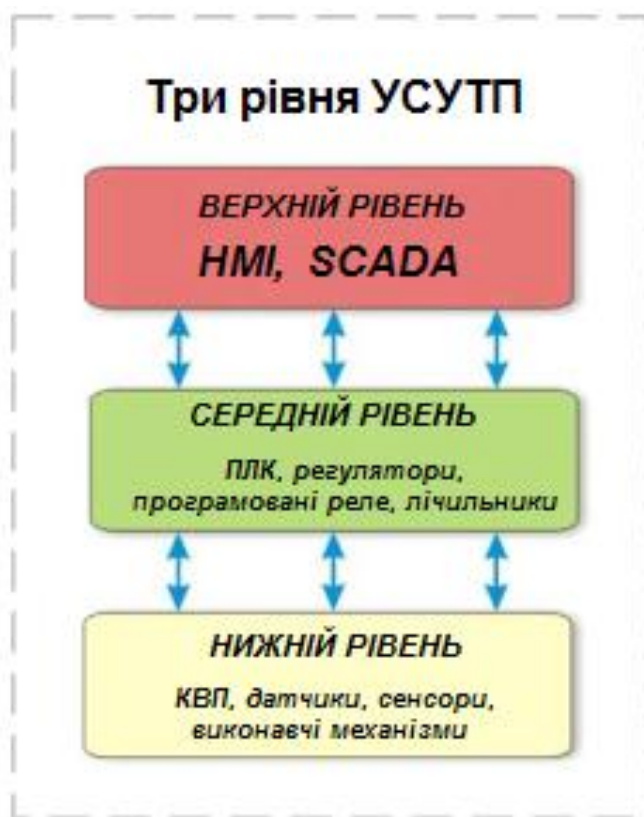 Три рівня УСУТП
ВЕРХНІЙ РІВЕНЬ
HMI, SCADA
СЕРЕДНІЙ РІВЕНЬ
ПЛК, регулятори,
програмовані реле, лічильники
НИЖНІЙ РІВЕНЬ
КВП, датчики, сенсори,
виконавчі механізми